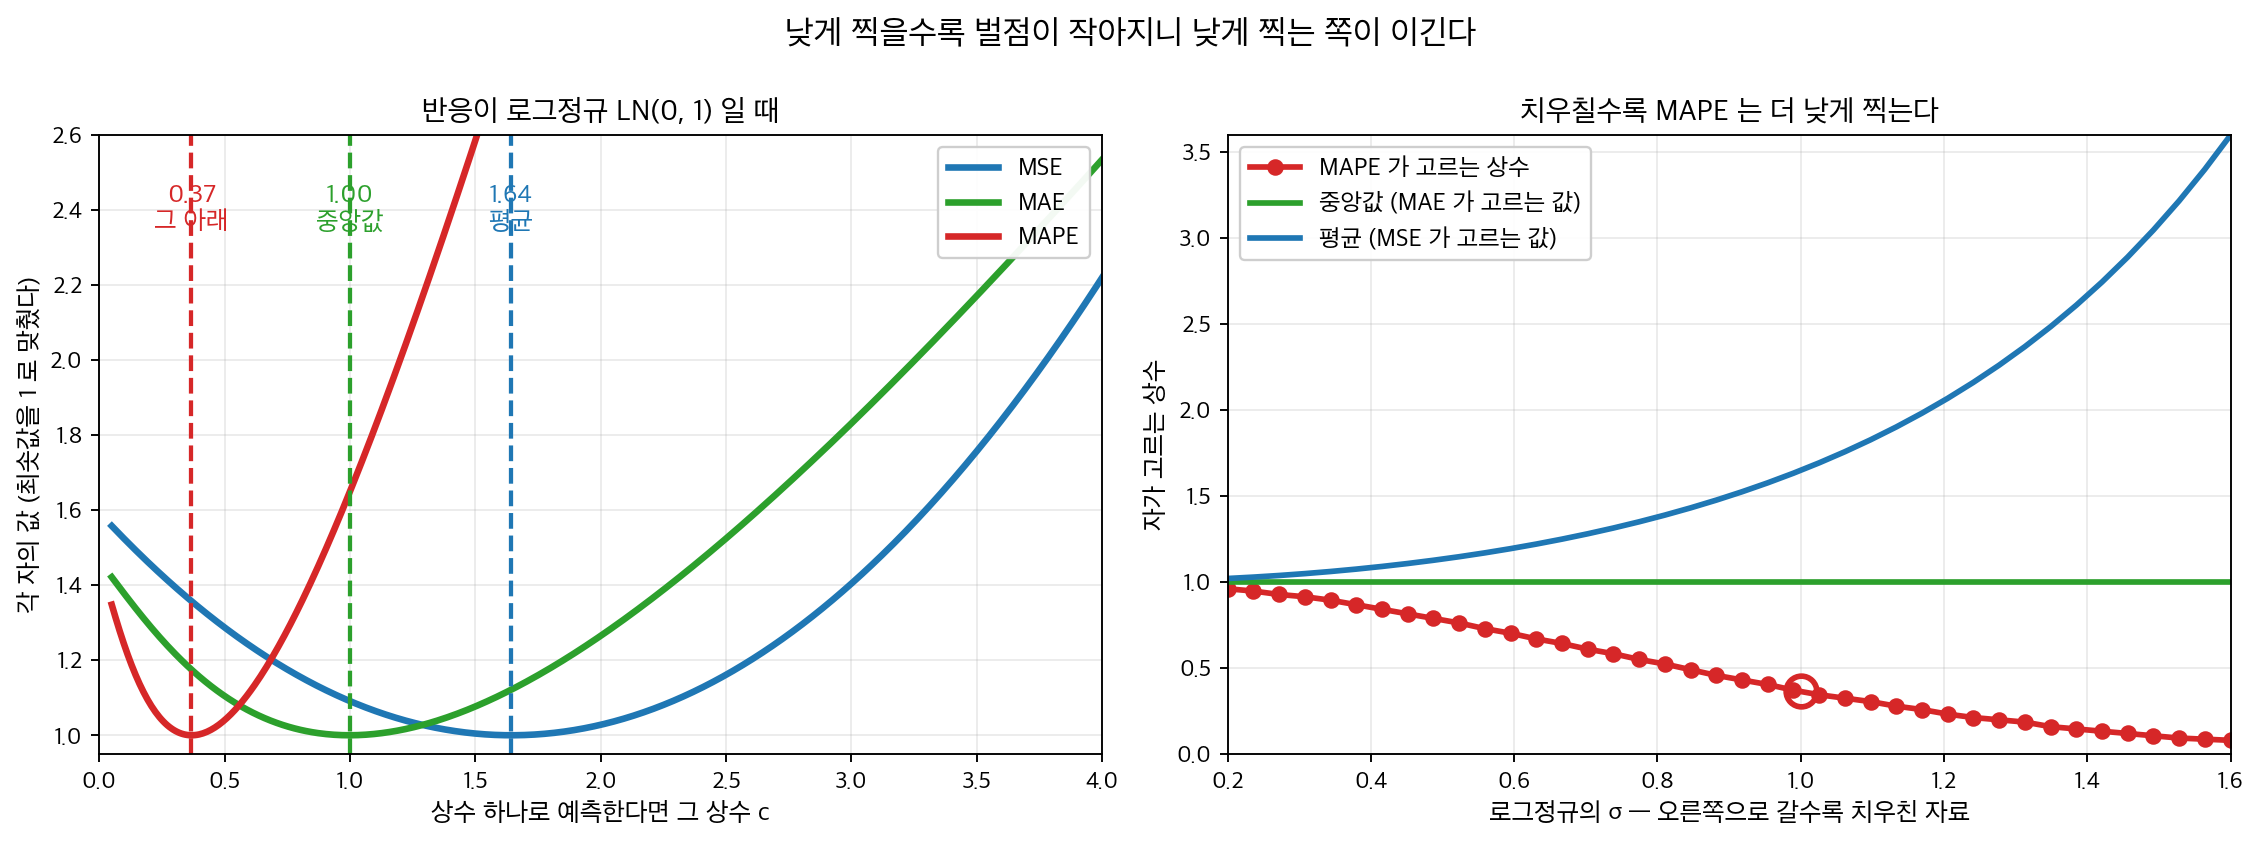 낮게 찍을수록 벌점이 작아지니 낮게 찍는 쪽이 이긴다
반응이 로그정규 LN(0, 1) 일 때
각 자의 값 (최솟값을 1 로 맞췄다)
2.6
2.4
2.2
2.0
1.8
1.6
1.4
1.2
1.0
0.37
그 아래
1.00
중앙값
1.64
평균
MSE
MAE
MAPE
0.0
0.5
1.0
1.5
2.0
2.5
3.0
3.5
4.0
상수 하나로 예측한다면 그 상수 c
치우칠수록 MAPE 는 더 낮게 찍는다
자가 고르는 상수
3.5
3.0
2.5
2.0
1.5
1.0
0.5
0.0
MAPE 가 고르는 상수
중앙값 (MAE 가 고르는 값)
평균 (MSE 가 고르는 값)
0.2
0.4
0.6
0.8
1.0
1.2
1.4
1.6
로그정규의 σ — 오른쪽으로 갈수록 치우친 자료